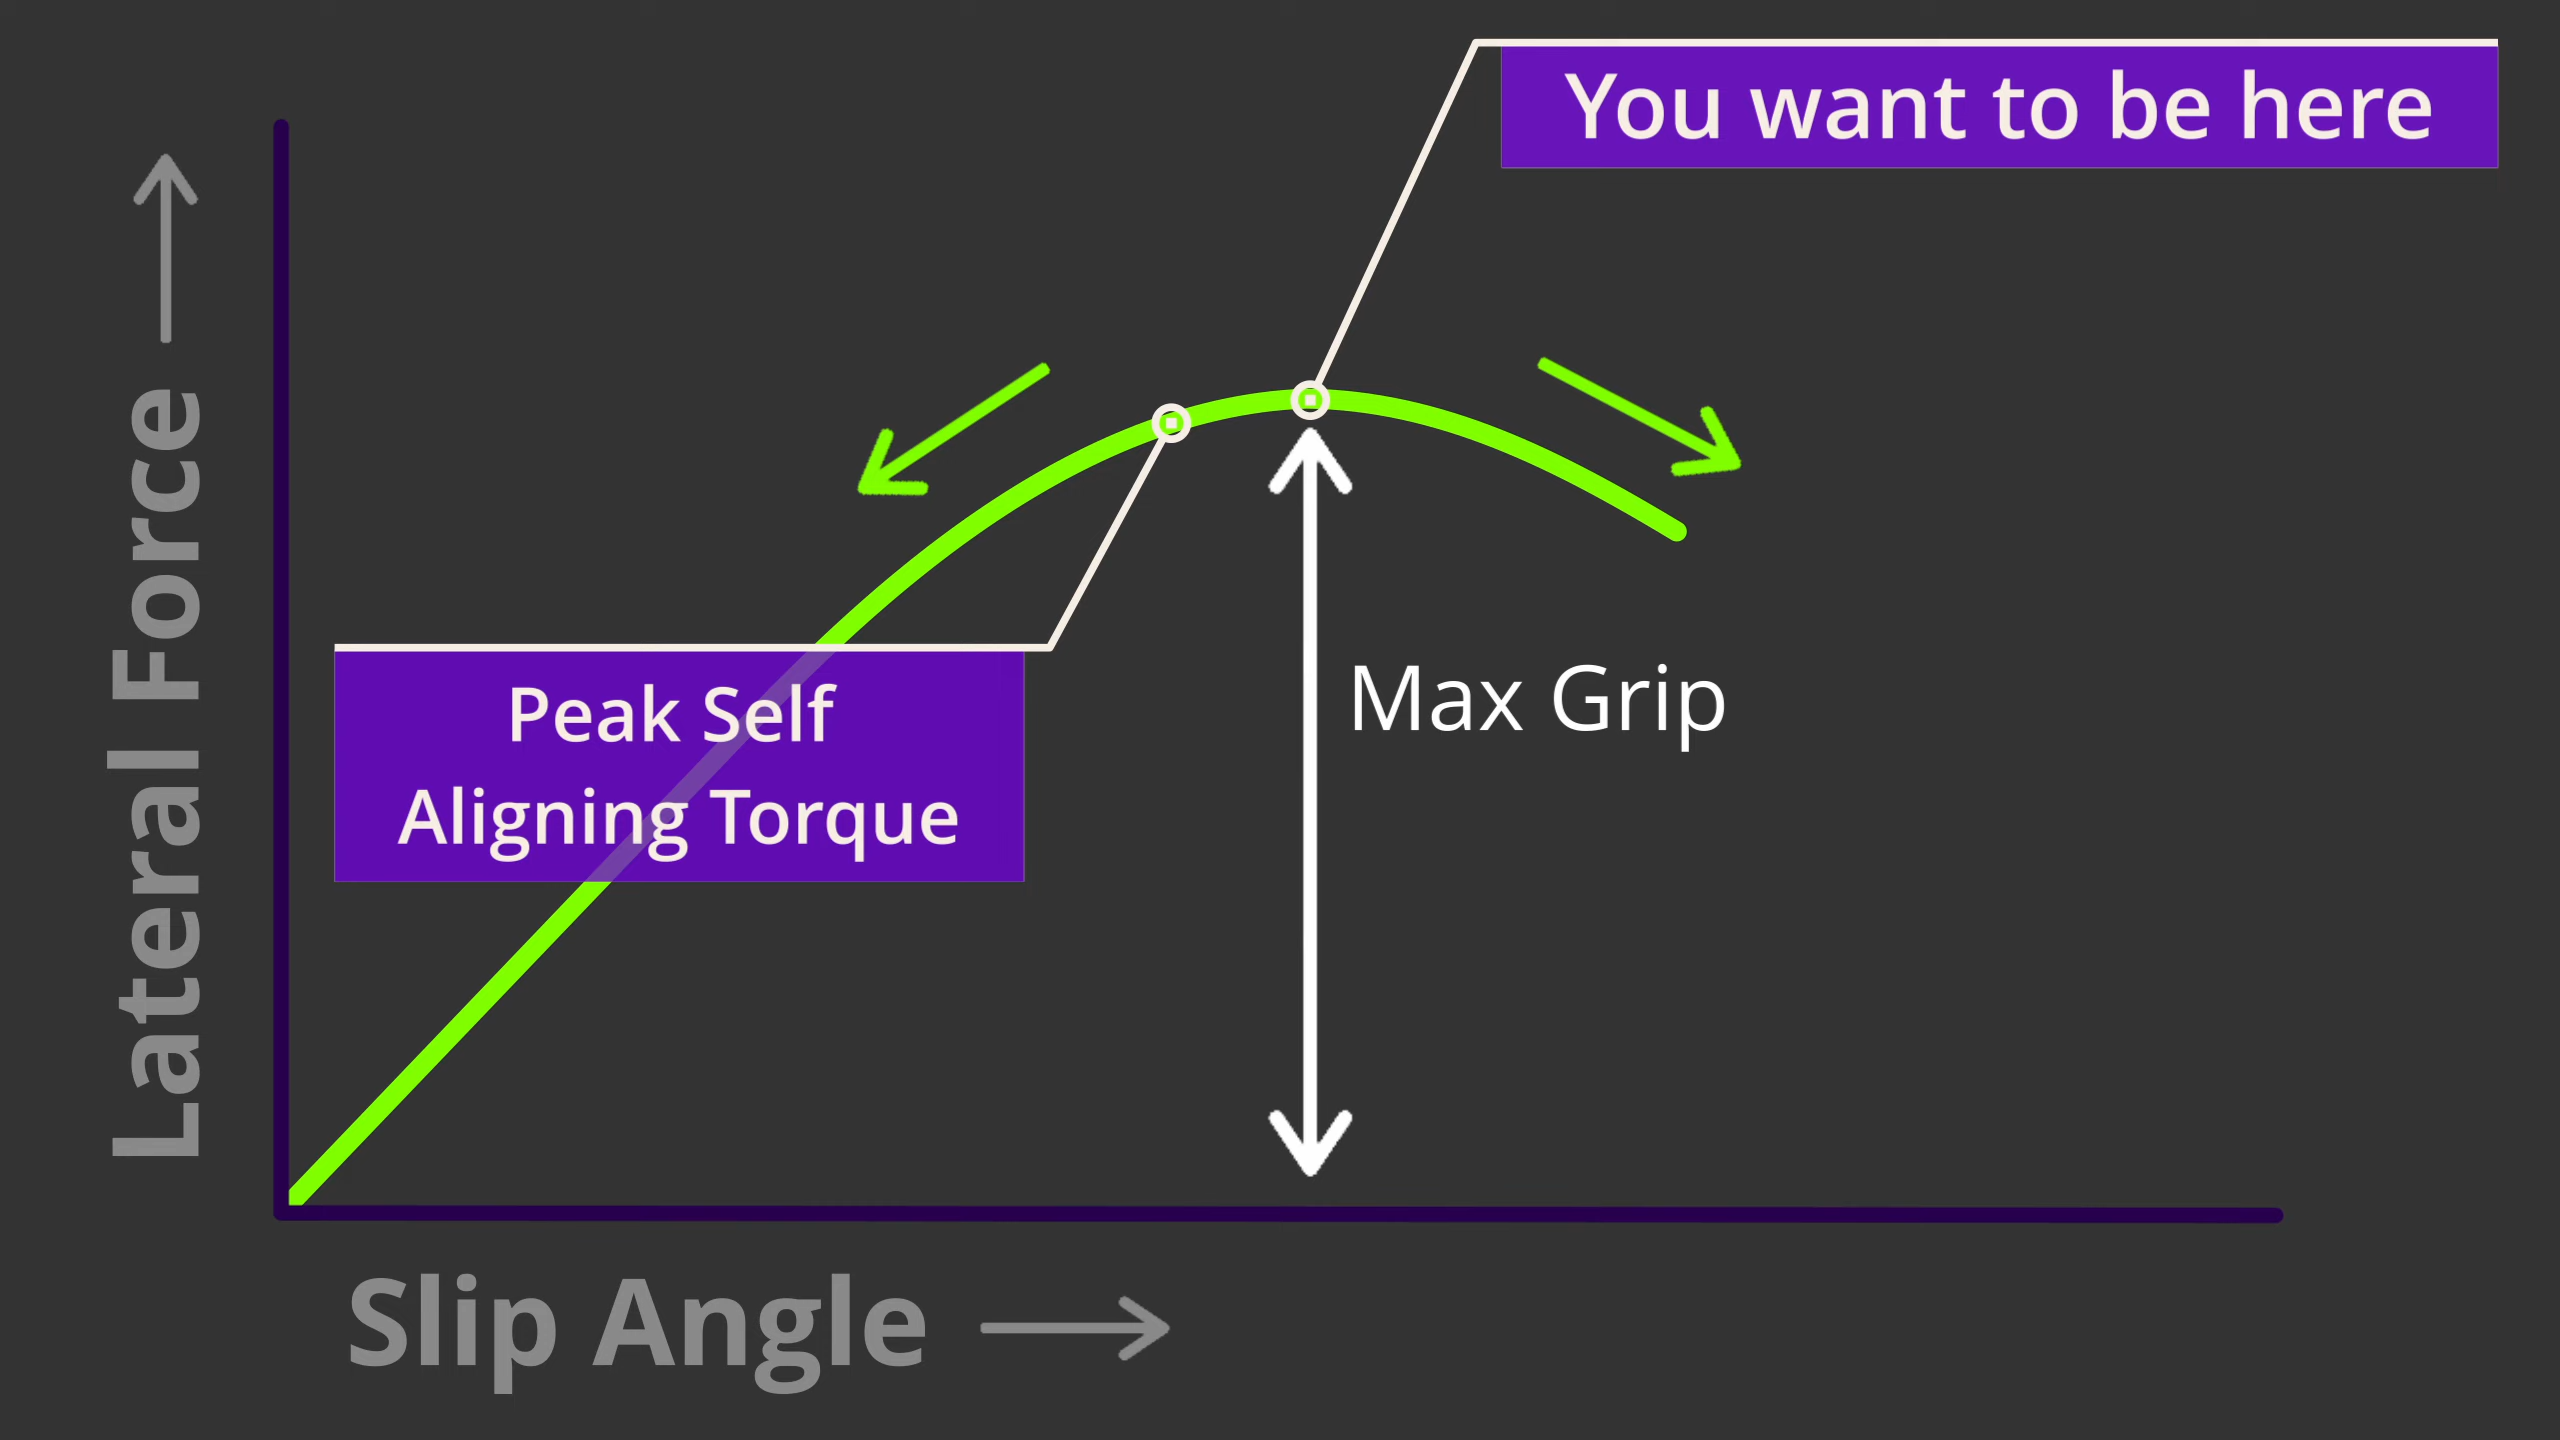 You want to be here
Lateral Force
Peak Self
Aligning Torque
Max Grip
Slip Angle